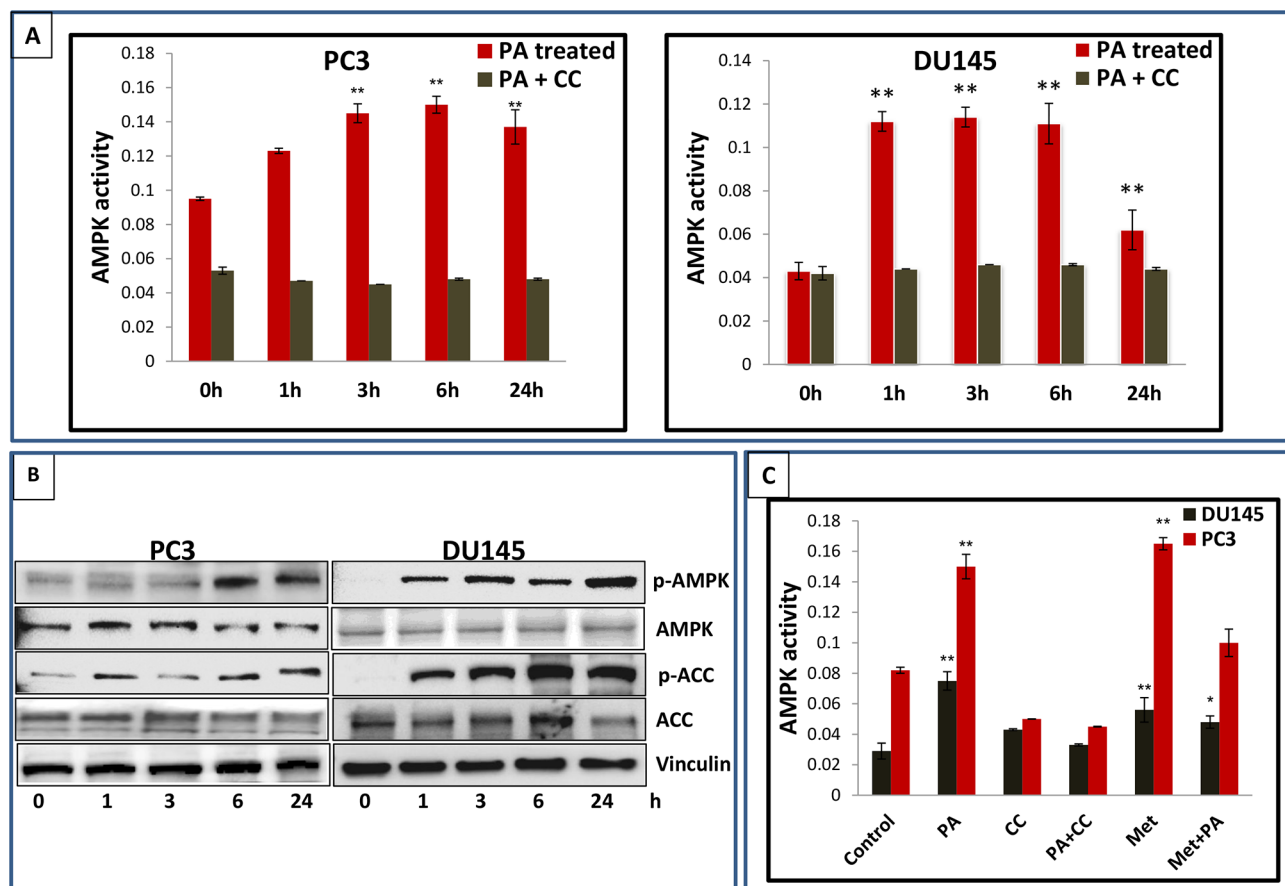 A
PC3
PA treated
PA + CC
AMPK activity
0.18
0.16
0.14
0.12
0.1
0.08
0.06
0.04
0.02
0
** ** **
0h 1h 3h 6h 24h
DU145
PA treated
PA + CC
AMPK activity
0.14
0.12
0.1
0.08
0.06
0.04
0.02
0
** ** ** **
0h 1h 3h 6h 24h
B
PC3 DU145
p-AMPK
AMPK
p-ACC
ACC
Vinculin
0 1 3 6 24 0 1 3 6 24 h
C
DU145
PC3
AMPK activity
0.18
0.16
0.14
0.12
0.1
0.08
0.06
0.04
0.02
0
** ** ** ** *
Control PA CC PA+CC Met Met+PA